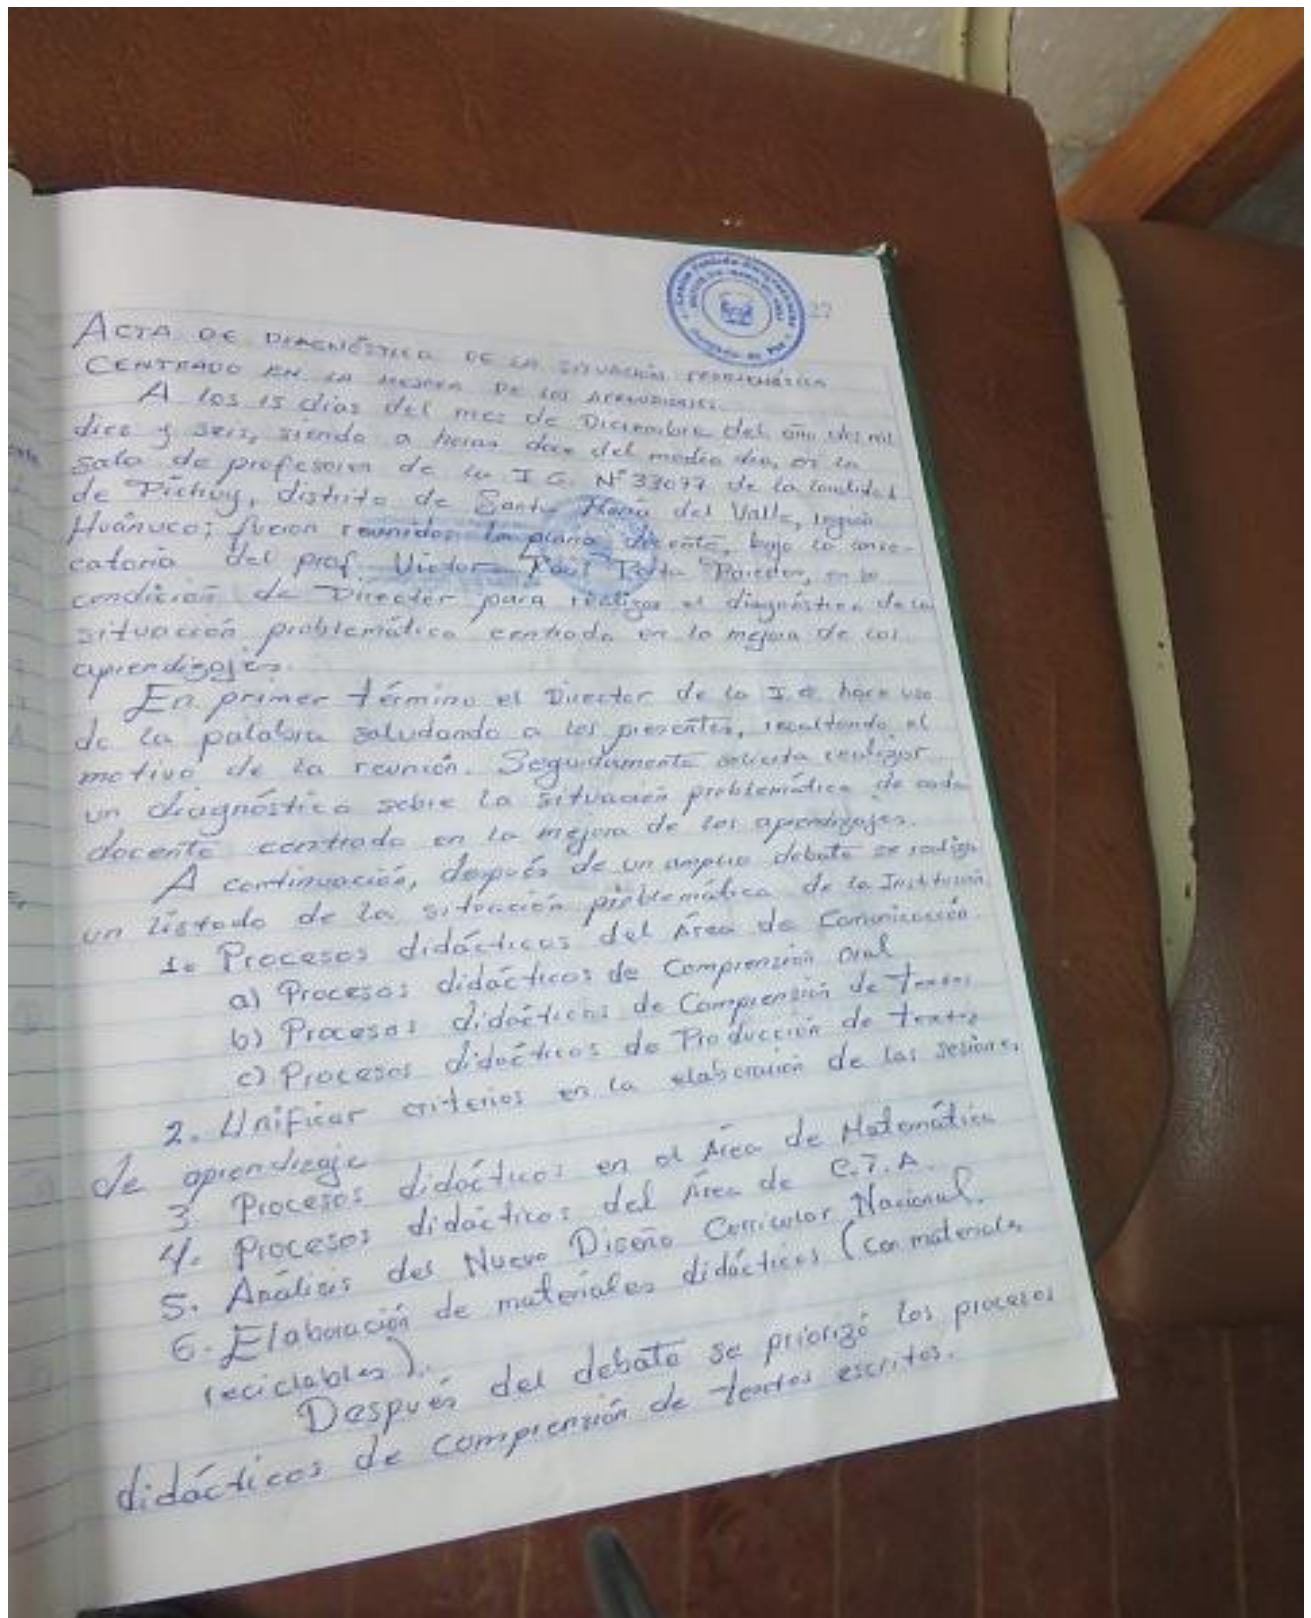 27
ACTA DE DIAGNÓSTICO DE LA SITUACIÓN PROBLEMÁTICA
CENTRADO EN LA MEJORA DE LOS APRENDIZAJES.
A los 15 días del mes de Diciembre del año dos mil
diez y seis, siendo a horas doce del medio dia, en la
sala de profesores de la I.E. N° 33077 de la localidad
de Pichuy, distrito de Santa María del Valle, región
Huánuco; fueron reunidos la plana docente, bajo la convo-
catoria del prof. Victor Paredes, en su
condición de Director para realizar el diagnóstico de la
situación problemática centrada en la mejora de los
aprendizajes.
En primer término el Director de la I.E. hace uso
de la palabra saludando a los presentes, resaltando el
motivo de la reunión. Seguidamente solicita realizar
un diagnóstico sobre la situación problemática de cada
docente centrado en la mejora de los aprendizajes.
A continuación, después de un amplio debate se realiza
un listado de la situación problemática de la Institución
1. Procesos didácticos del Área de Comunicación.
a) Procesos didácticos de Comprensión oral
b) Procesos didácticos de Comprensión de textos
c) Procesos didácticos de Producción de textos
2. Unificar criterios en la elaboración de las sesiones
de aprendizaje
3. Procesos didácticos en el Área de Matemática
4. Procesos didácticos del Área de C.T.A.
5. Análisis del Nuevo Diseño Curricular Nacional.
6. Elaboración de materiales didácticos (con materiales
reciclables).
Después del debate se priorizó los procesos
didácticos de comprensión de textos escritos.